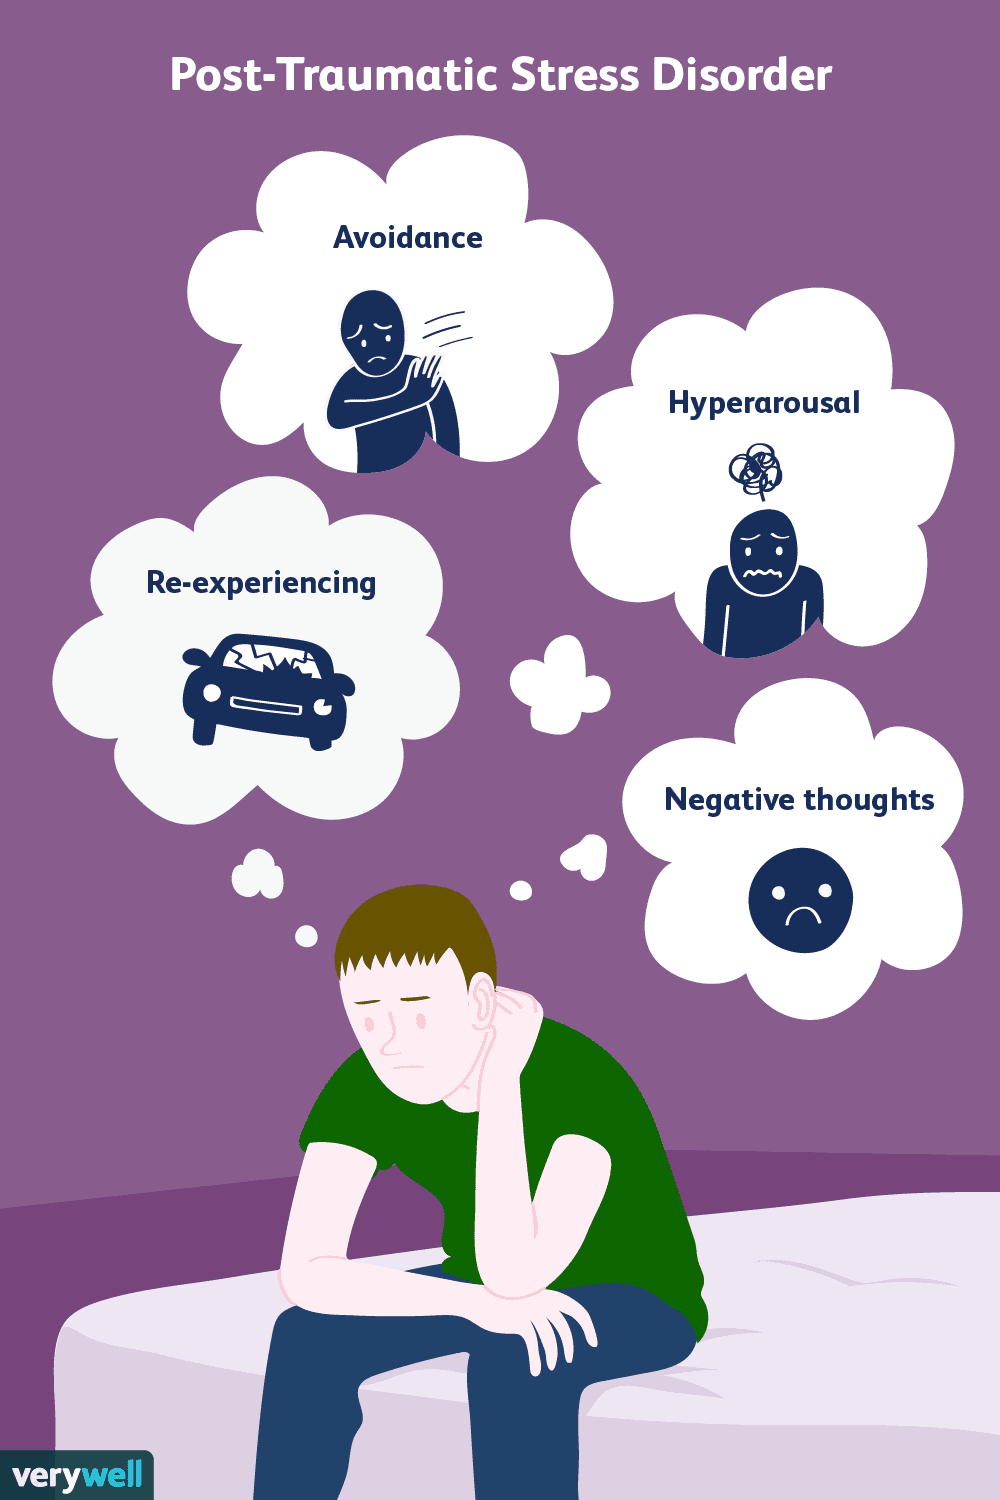 Post-Traumatic Stress Disorder
Avoidance
Hyperarousal
Re-experiencing
Negative thoughts
verywell